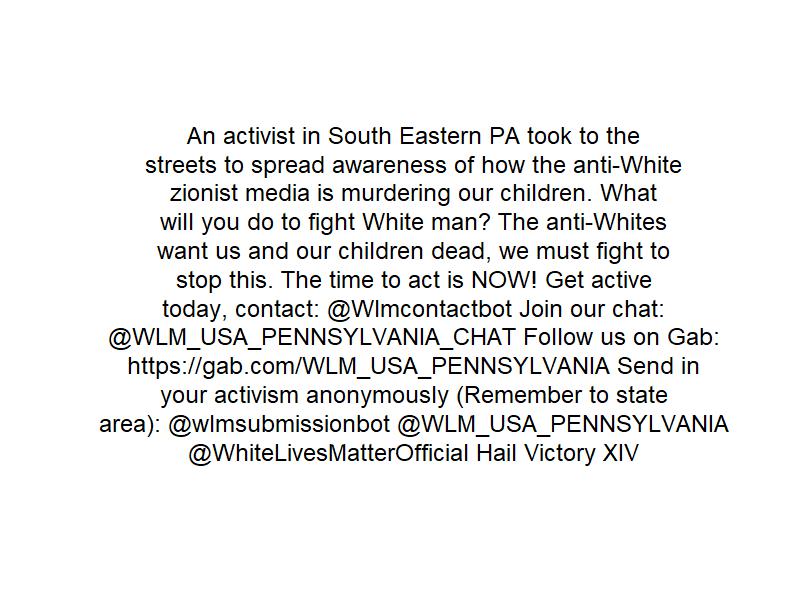 An activist in South Eastern PA took to the
streets to spread awareness of how the anti-White
zionist media is murdering our children. What
will you do to fight White man? The anti-Whites
want us and our children dead, we must fight to
stop this. The time to act is NOW! Get active
today, contact: @Wlmcontactbot Join our chat:
@WLM_USA_PENNSYLVANIA_CHAT Follow us on Gab:
https://gab.com/WLM_USA_PENNSYLVANIA Send in
your activism anonymously (Remember to state
area): @wlmsubmissionbot @WLM_USA_PENNSYLVANIA
@WhiteLivesMatterOfficial Hail Victory XIV